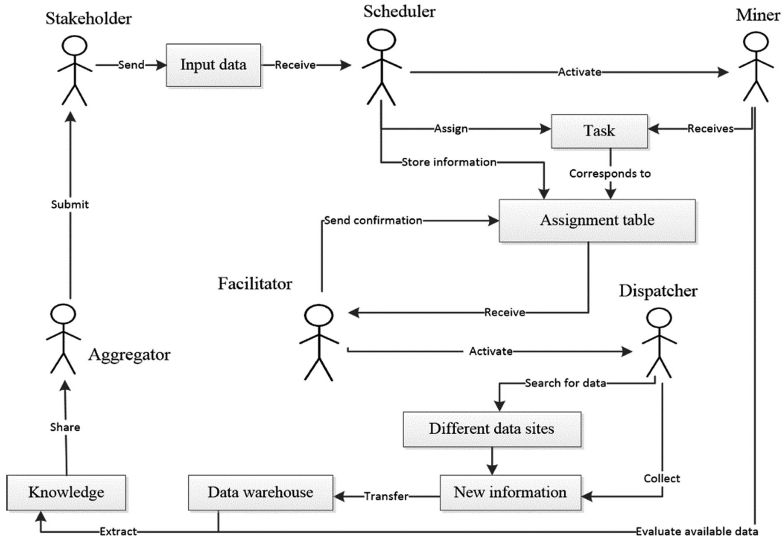 Stakeholder
Scheduler
Miner
Send
Input data
Receive
Activate
Assign
Task
Receives
Store information
Corresponds to
Submit
Send confirmation
Assignment table
Facilitator
Dispatcher
Receive
Aggregator
Activate
Search for data
Share
Different data sites
Collect
Knowledge
Data warehouse
Transfer
New information
Extract
Evaluate available data